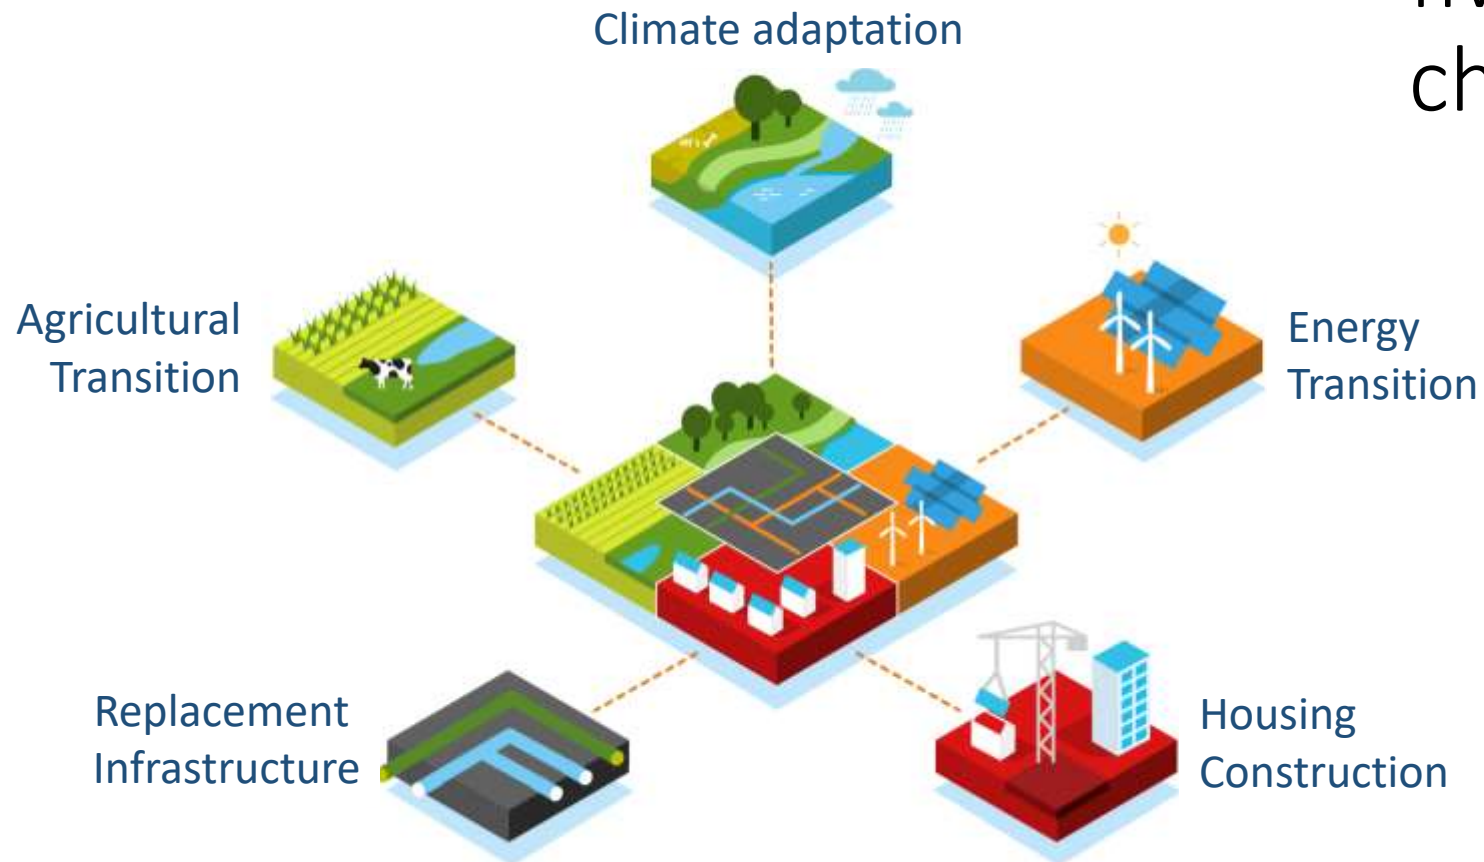 Climate adaptation
Agricultural
Transition
Energy
Transition
Replacement
Infrastructure
Housing
Construction